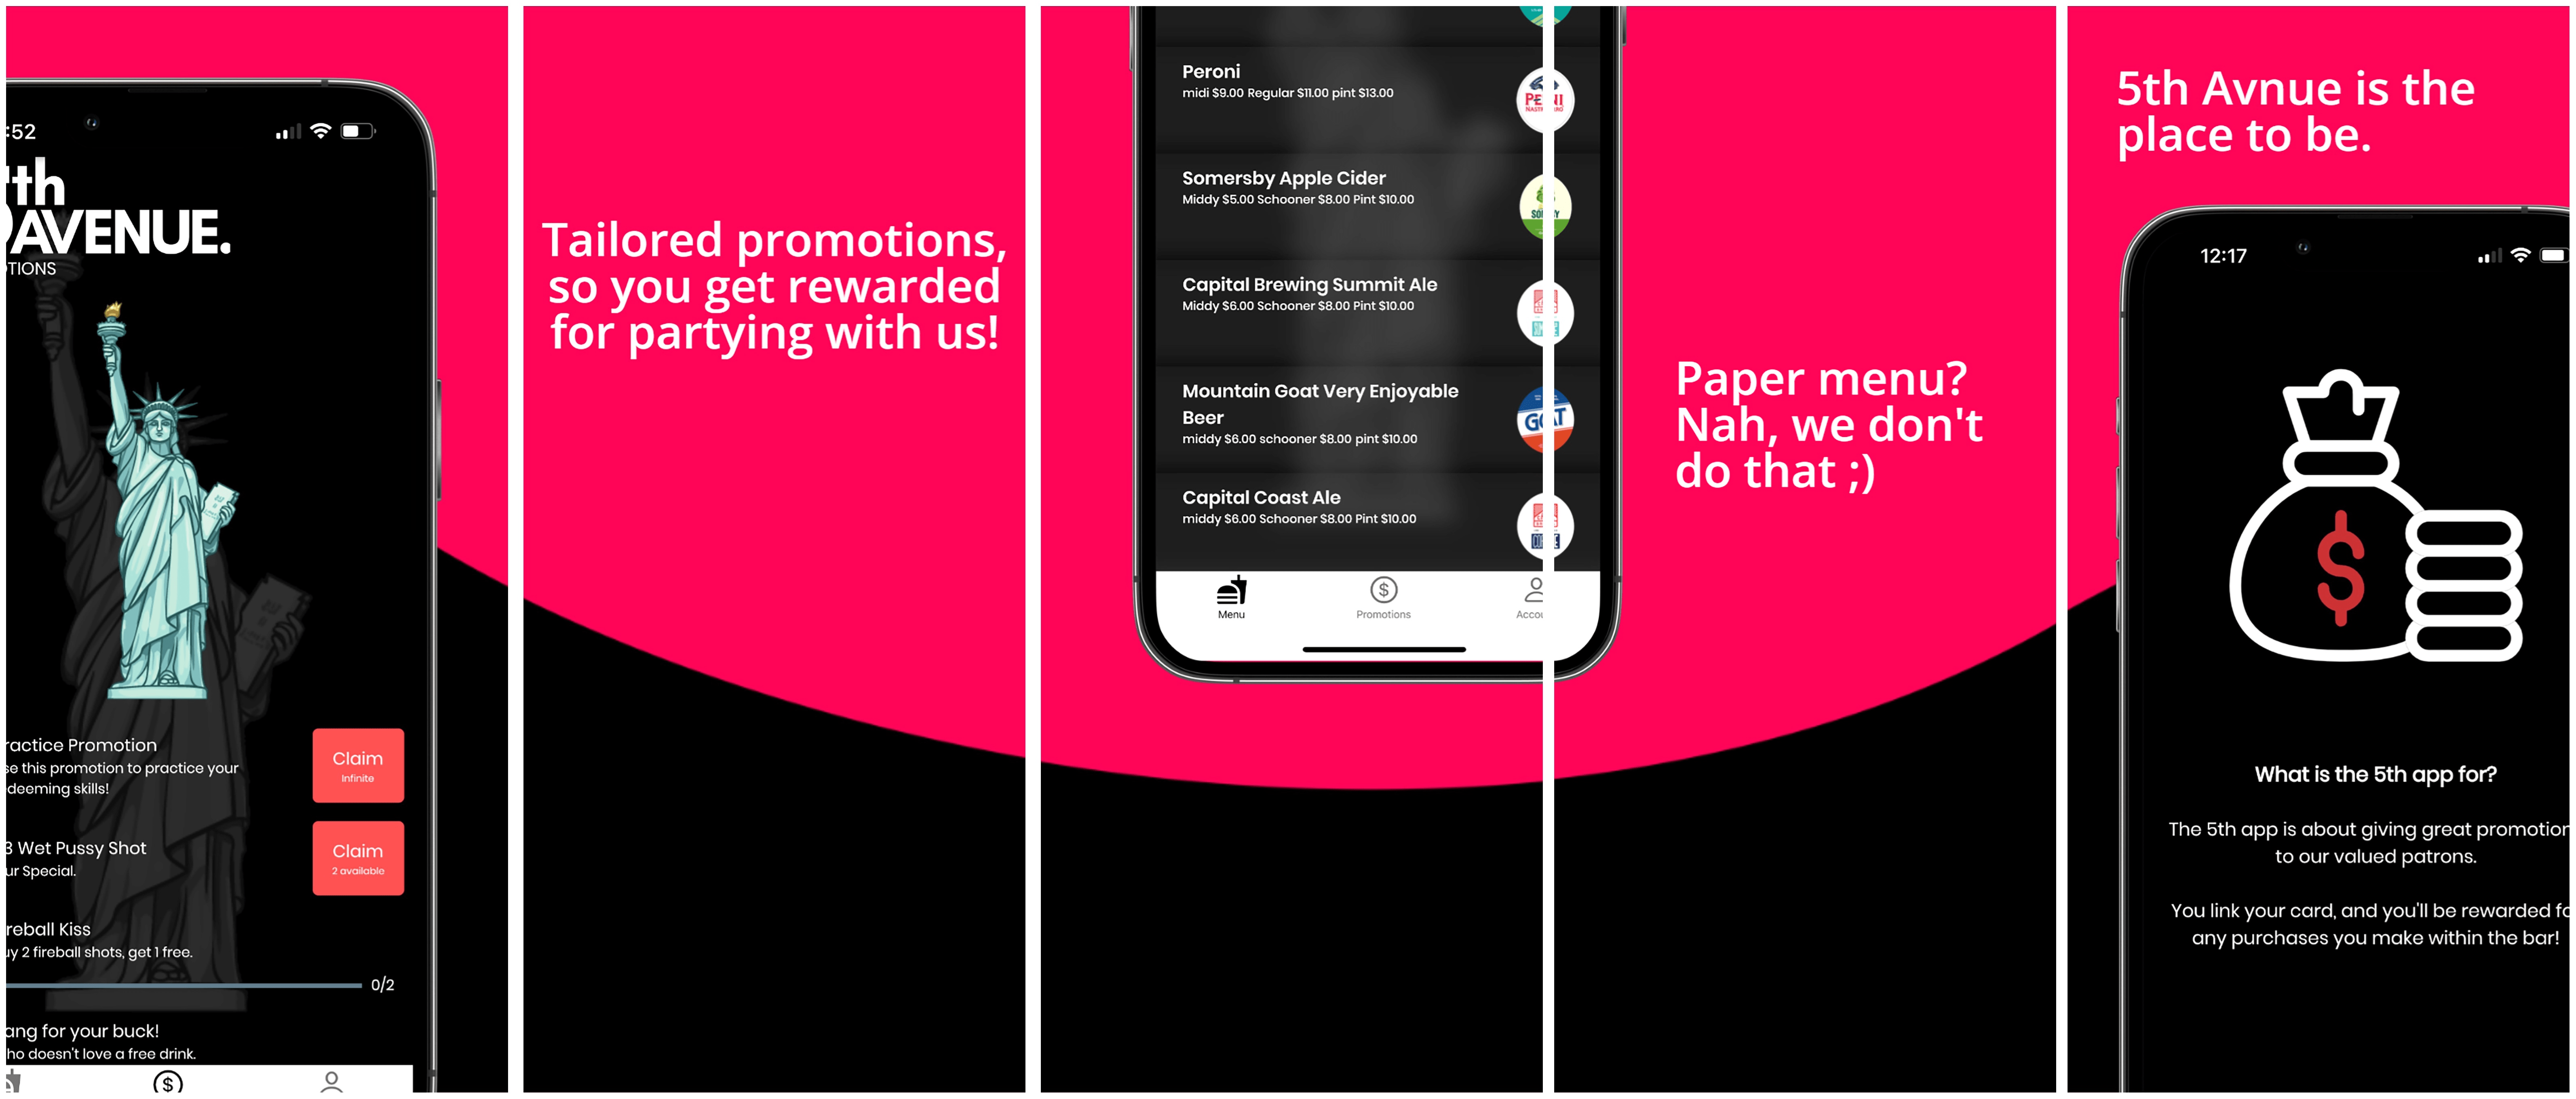 :52
5th
AVENUE.
OTIONS
ractice Promotion
se this promotion to practice your
deeming skills!
Claim
Infinite
3 Wet Pussy Shot
ur Special.
Claim
2 available
reball Kiss
uy 2 fireball shots, get 1 free.
0/2
ang for your buck!
ho doesn't love a free drink.
Tailored promotions,
so you get rewarded
for partying with us!
Peroni
midi $9.00 Regular $11.00 pint $13.00
Somersby Apple Cider
Middy $5.00 Schooner $8.00 Pint $10.00
Capital Brewing Summit Ale
Middy $6.00 Schooner $8.00 Pint $10.00
Mountain Goat Very Enjoyable
Beer
middy $6.00 schooner $8.00 pint $10.00
GOAT
Capital Coast Ale
middy $6.00 Schooner $8.00 Pint $10.00
Menu
Promotions
Accou
Paper menu?
Nah, we don't
do that ;)
5th Avnue is the
place to be.
12:17
What is the 5th app for?
The 5th app is about giving great promotion
to our valued patrons.
You link your card, and you'll be rewarded fo
any purchases you make within the bar!